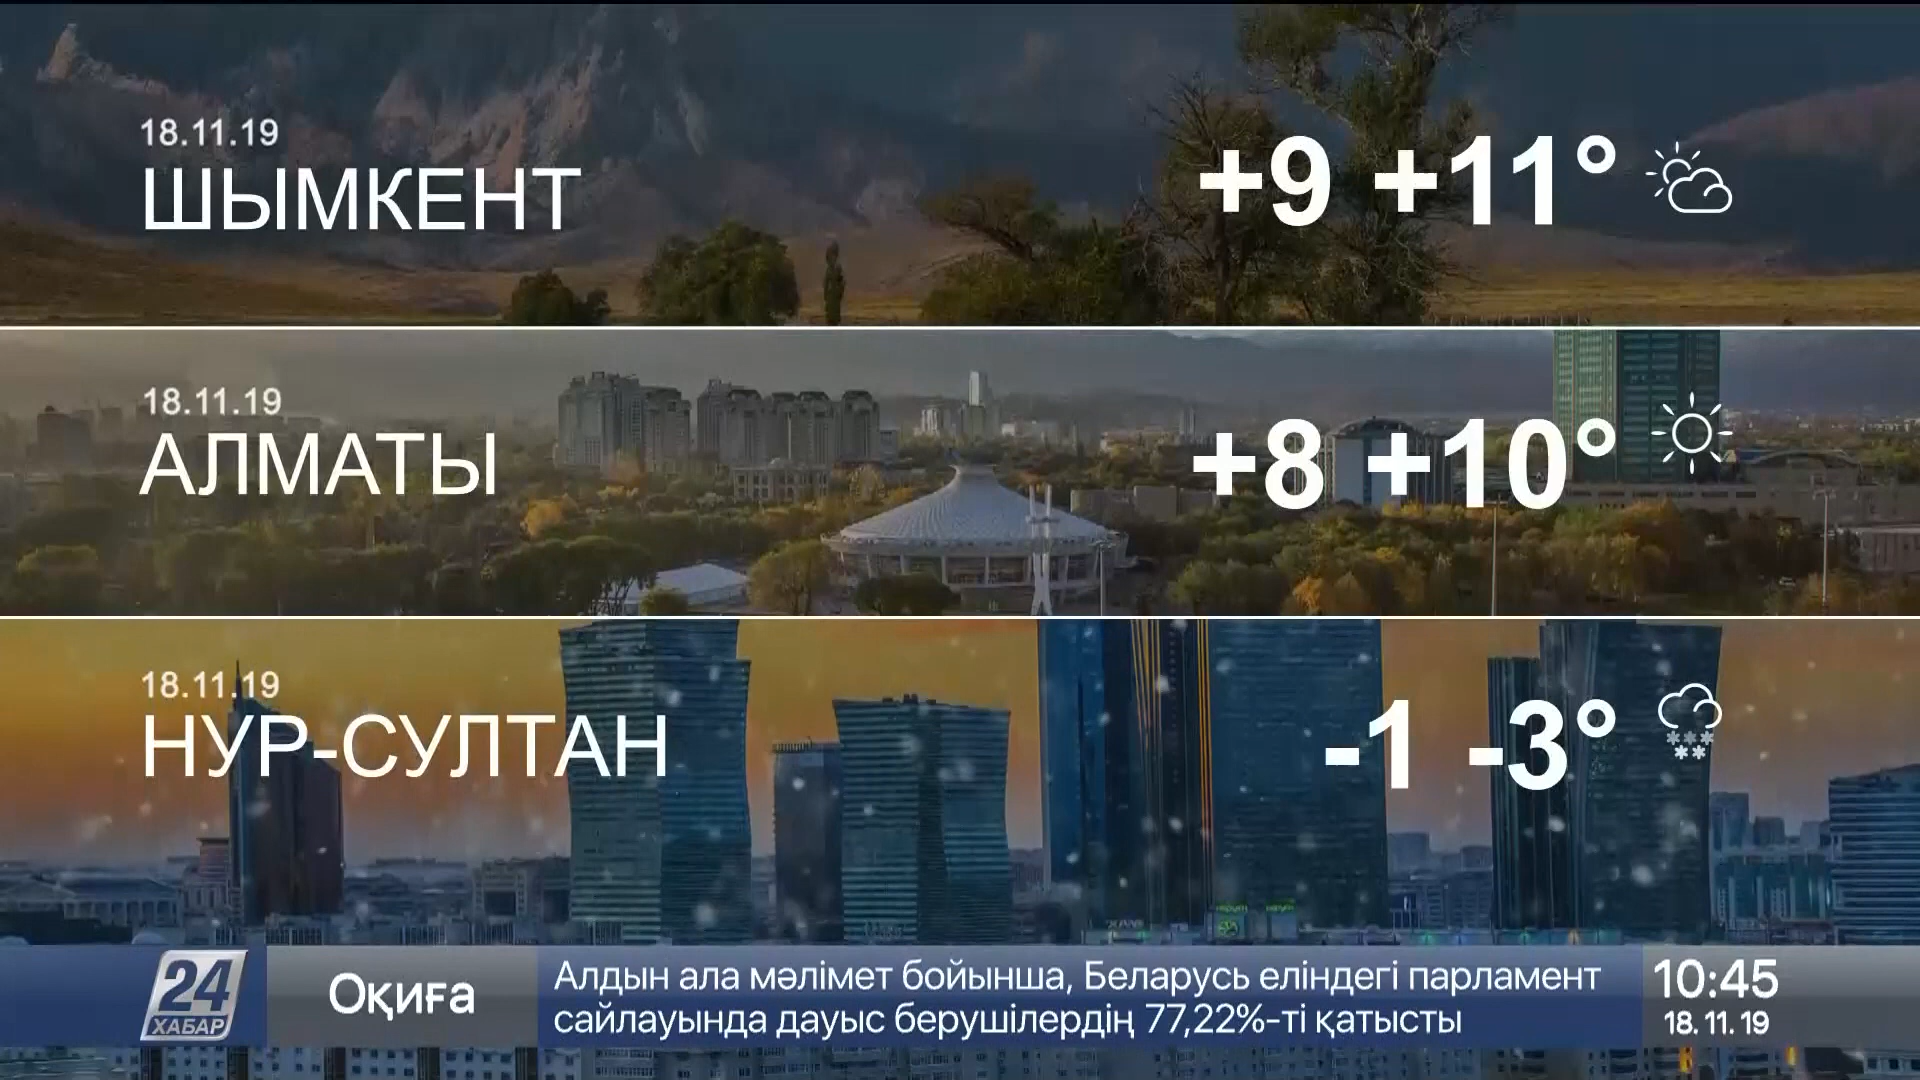 18.11.19
ШЫМКЕНТ
+9 +11°
18.11.19
АЛМАТЫ
+8 +10°
18.11.19
НУР-СУЛТАН
-1 -3°
24
ХАБАР
Оқиға
Алдын ала мәлімет бойынша, Беларусь еліндегі парламент
сайлауында дауыс берушілердің 77,22%-ті қатысты
10:45
18.11.19